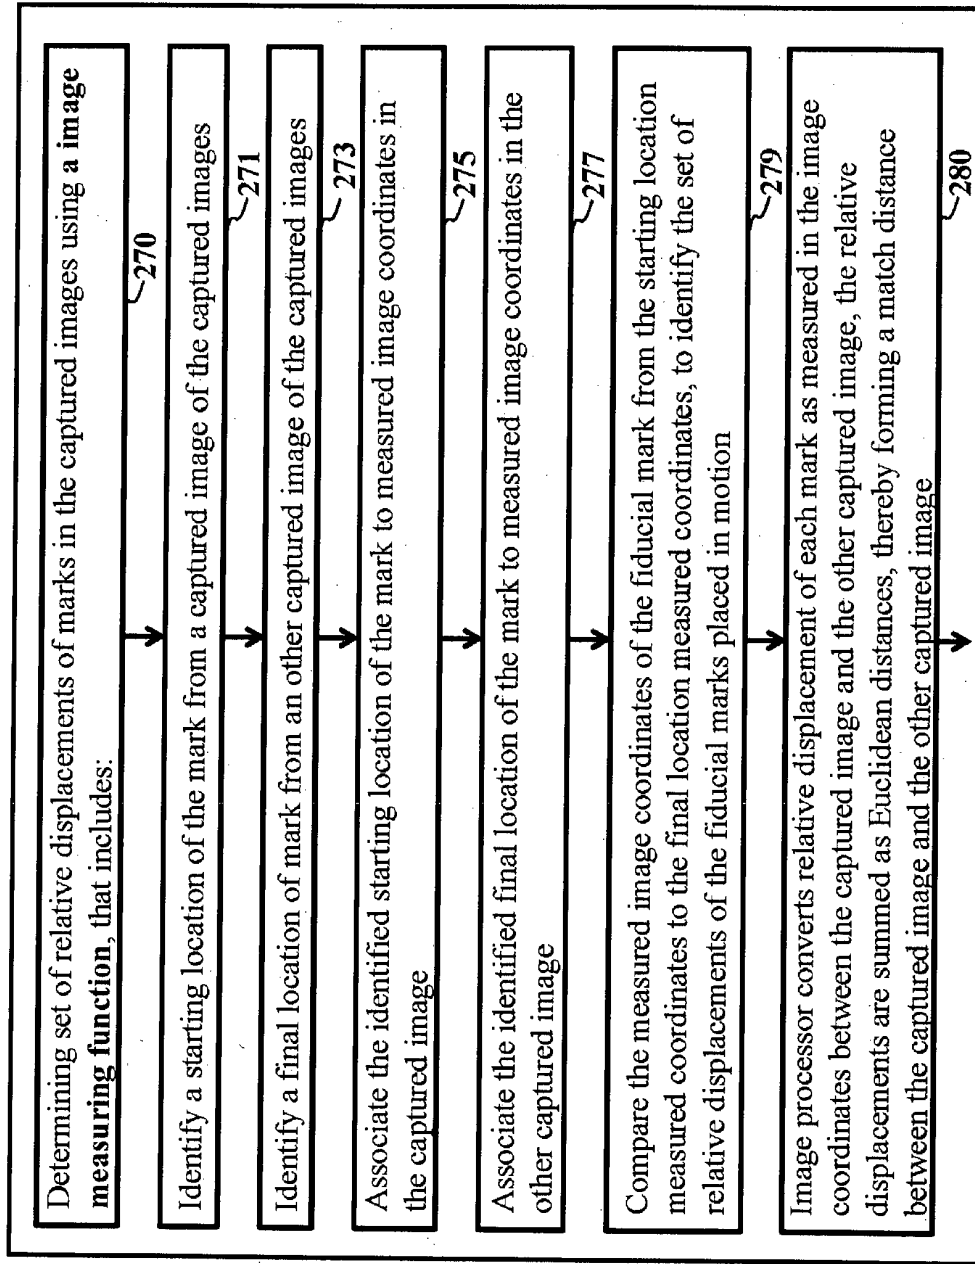 Determining set of relative displacements of marks in the captured images using a image
measuring function, that includes:
270
Identify a starting location of the mark from a captured image of the captured images
271
Identify a final location of mark from an other captured image of the captured images
273
Associate the identified starting location of the mark to measured image coordinates in
the captured image
275
Associate the identified final location of the mark to measured image coordinates in the
other captured image
277
Compare the measured image coordinates of the fiducial mark from the starting location
measured coordinates to the final location measured coordinates, to identify the set of
relative displacements of the fiducial marks placed in motion
279
Image processor converts relative displacement of each mark as measured in the image
coordinates between the captured image and the other captured image, the relative
displacements are summed as Euclidean distances, thereby forming a match distance
between the captured image and the other captured image
280